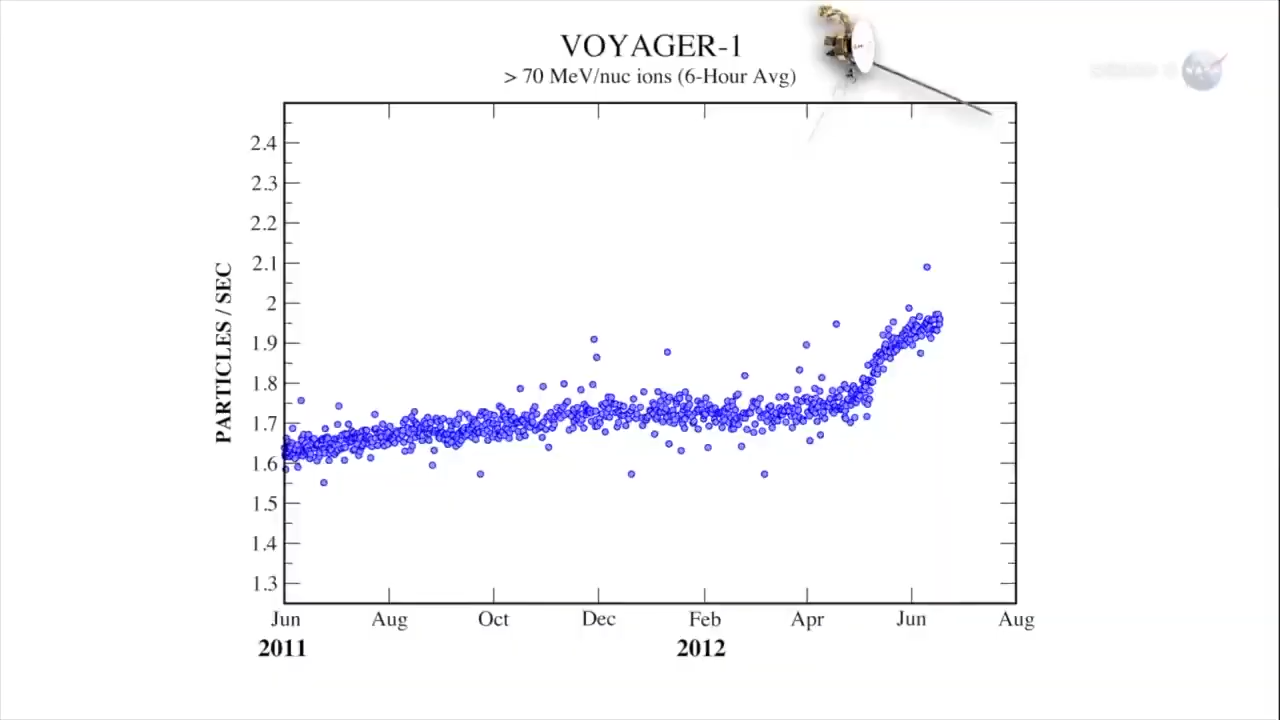 VOYAGER-1
> 70 MeV/nuc ions (6-Hour Avg)
NASA
PARTICLES / SEC
2.4
2.3
2.2
2.1
2
1.9
1.8
1.7
1.6
1.5
1.4
1.3
Jun Aug Oct Dec Feb Apr Jun Aug
2011 2012